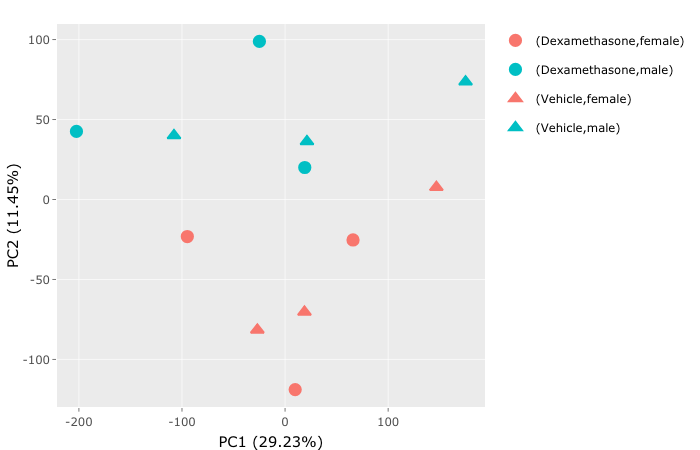 100
50
0
-50
-100
PC2 (11.45%)
-200
-100
0
100
PC1 (29.23%)
(Dexamethasone,female)
(Dexamethasone,male)
(Vehicle,female)
(Vehicle,male)